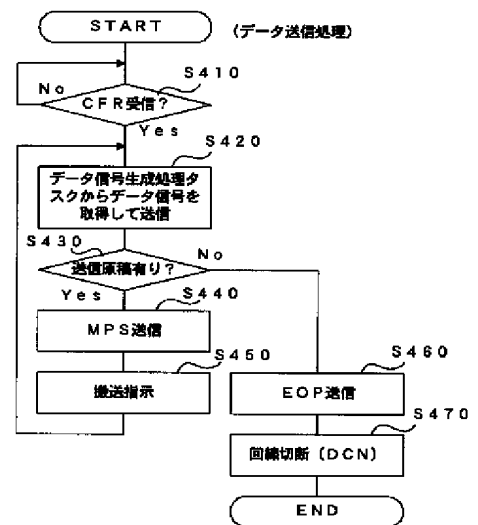 START
(データ送信処理)
S410
No
CFR受信?
Yes
S420
データ信号生成処理タ
スクからデータ信号を
取得して送信
S430
送信原稿有り?
No
Yes
S440
MPS送信
S450
搬送指示
S460
EOP送信
S470
回線切断(DCN)
END